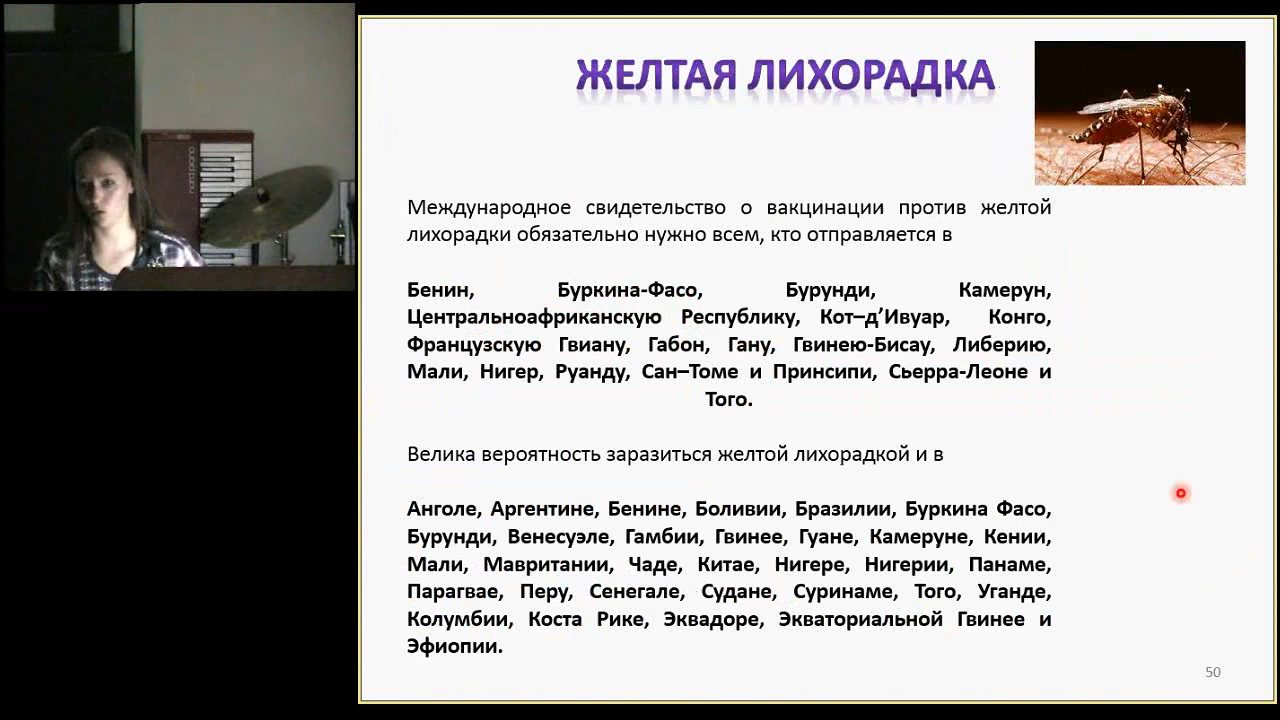 ЖЕЛТАЯ ЛИХОРАДКА
nord piano
Международное свидетельство о вакцинации против желтой
лихорадки обязательно нужно всем, кто отправляется в
Бенин, Буркина-Фасо, Бурунди, Камерун,
Центральноафриканскую Республику, Кот–д’Ивуар, Конго,
Французскую Гвиану, Габон, Гану, Гвинею-Бисау, Либерию,
Мали, Нигер, Руанду, Сан–Томе и Принсипи, Сьерра-Леоне и
Того.
Велика вероятность заразиться желтой лихорадкой и в
Анголе, Аргентине, Бенине, Боливии, Бразилии, Буркина Фасо,
Бурунди, Венесуэле, Гамбии, Гвинее, Гуане, Камеруне, Кении,
Мали, Мавритании, Чаде, Китае, Нигере, Нигерии, Панаме,
Парагвае, Перу, Сенегале, Судане, Суринаме, Того, Уганде,
Колумбии, Коста Рике, Эквадоре, Экваториальной Гвинее и
Эфиопии.
50